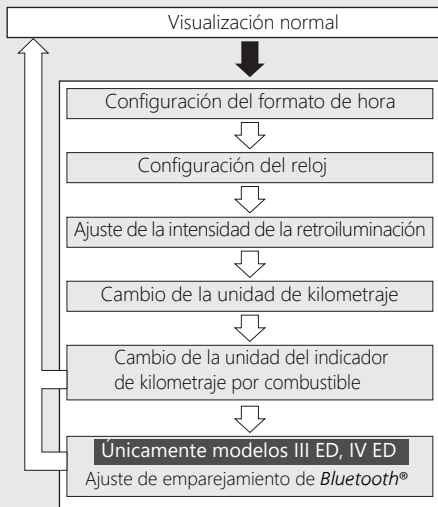 Visualización normal
Configuración del formato de hora
Configuración del reloj
Ajuste de la intensidad de la retroiluminación
Cambio de la unidad de kilometraje
Cambio de la unidad del indicador
de kilometraje por combustible
Únicamente modelos III ED, IV ED
Ajuste de emparejamiento de Bluetooth®